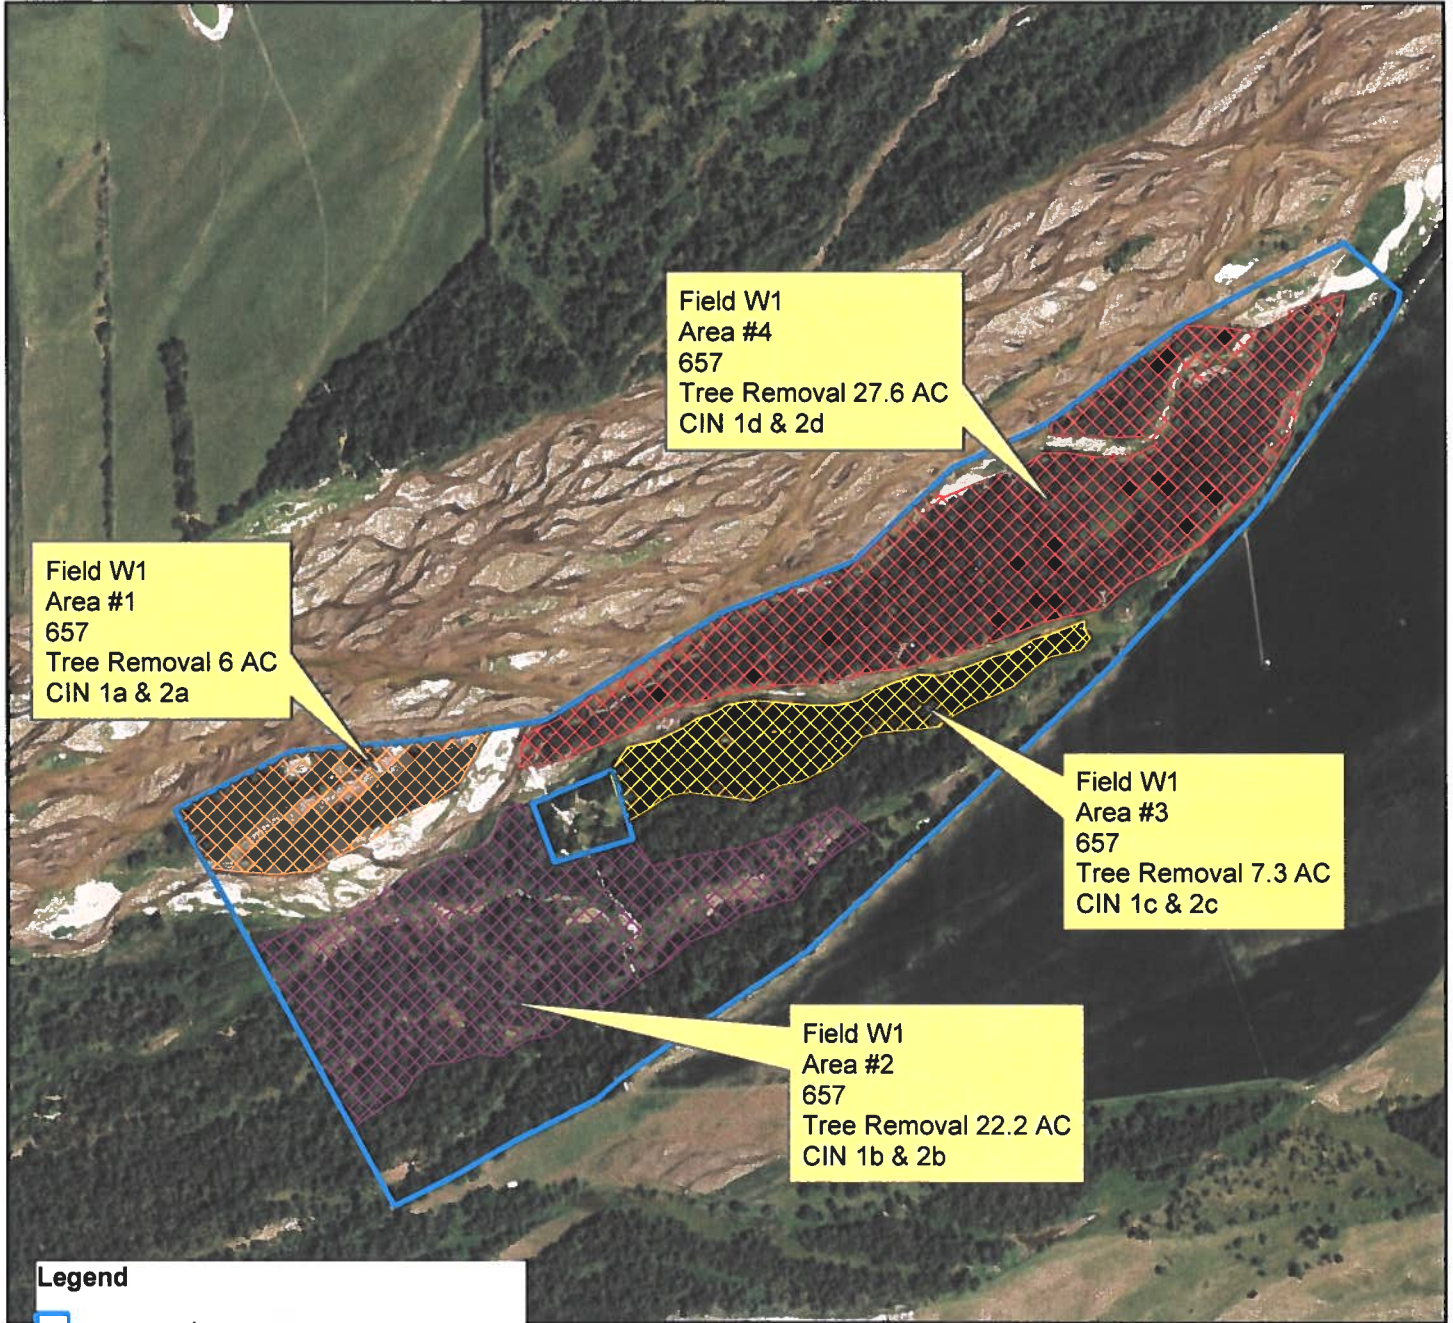 Field W1
Area #4
657
Tree Removal 27.6 AC
CIN 1d & 2d
Field W1
Area #1
657
Tree Removal 6 AC
CIN 1a & 2a
Field W1
Area #3
657
Tree Removal 7.3 AC
CIN 1c & 2c
Field W1
Area #2
657
Tree Removal 22.2 AC
CIN 1b & 2b
Legend